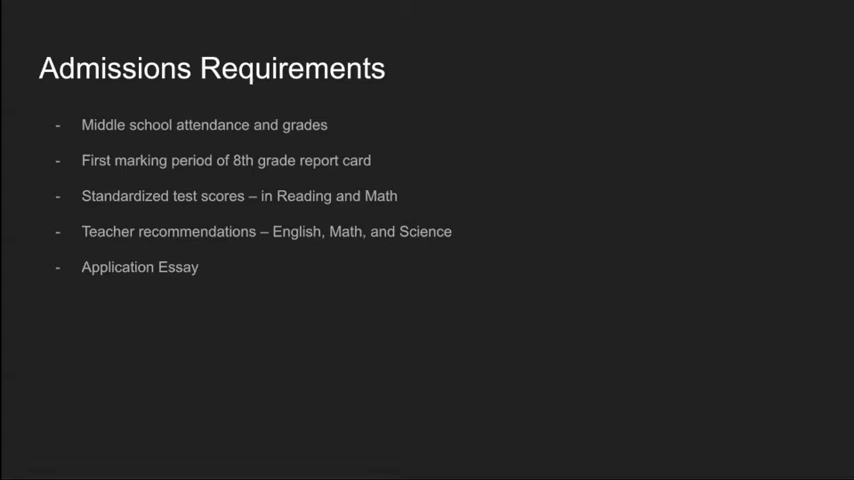 Admissions Requirements
- Middle school attendance and grades
- First marking period of 8th grade report card
- Standardized test scores – in Reading and Math
- Teacher recommendations – English, Math, and Science
- Application Essay